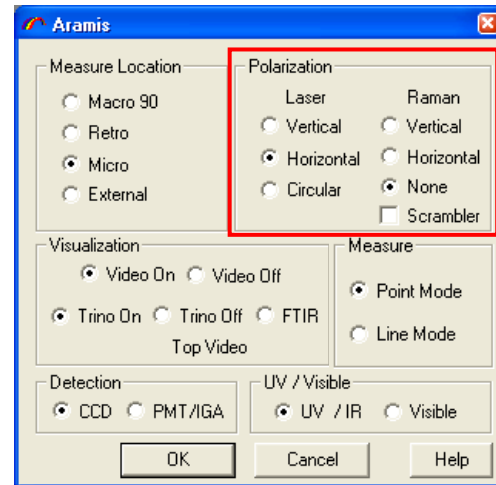 Aramis
Measure Location
Macro 90
Retro
Micro
External
Polarization
Laser Raman
Vertical Vertical
Horizontal Horizontal
Circular None
Scrambler
Visualization
Video On Video Off
Trino On Trino Off FTIR
Top Video
Measure
Point Mode
Line Mode
Detection
CCD PMT/IGA
UV / Visible
UV / IR Visible
OK Cancel Help